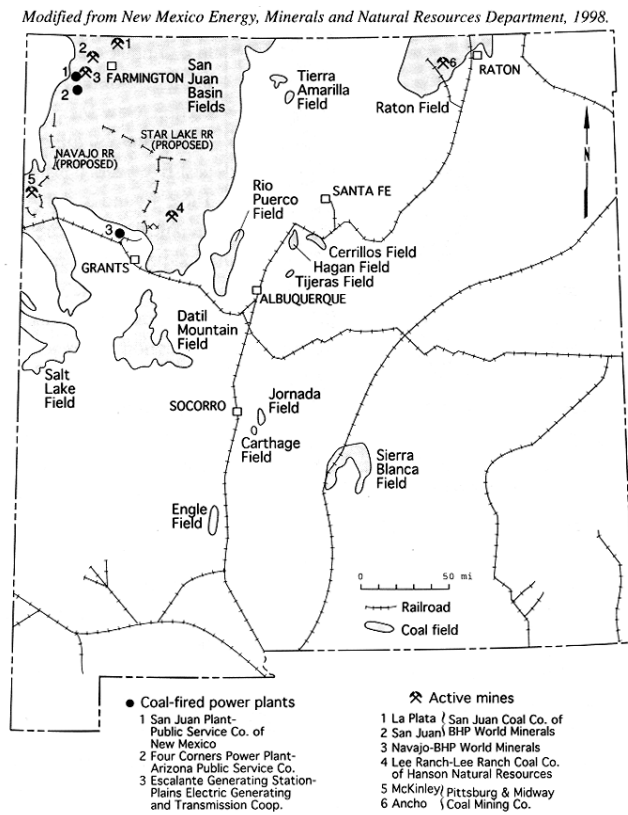 Modified from New Mexico Energy, Minerals and Natural Resources Department, 1998.
1
2
1
3
FARMINGTON
2
San
Juan
Basin
Fields
Tierra
Amarilla
Field
6
RATON
Raton Field
STAR LAKE RR
(PROPOSED)
NAVAJO RR
(PROPOSED)
N
5
4
3
Rio
Puerco
Field
SANTA FE
Cerrillos Field
Hagan Field
Tijeras Field
GRANTS
ALBUQUERQUE
Datil
Mountain
Field
Salt
Lake
Field
SOCORRO
Jornada
Field
Carthage
Field
Sierra
Blanca
Field
Engle
Field
0 50 mi
Railroad
Coal field
Coal-fired power plants
1 San Juan Plant-
Public Service Co. of
New Mexico
2 Four Corners Power Plant-
Arizona Public Service Co.
3 Escalante Generating Station-
Plains Electric Generating
and Transmission Coop.
Active mines
1 La Plata San Juan Coal Co. of
2 San Juan BHP World Minerals
3 Navajo-BHP World Minerals
4 Lee Ranch-Lee Ranch Coal Co.
of Hanson Natural Resources
5 McKinley Pittsburg & Midway
6 Ancho Coal Mining Co.